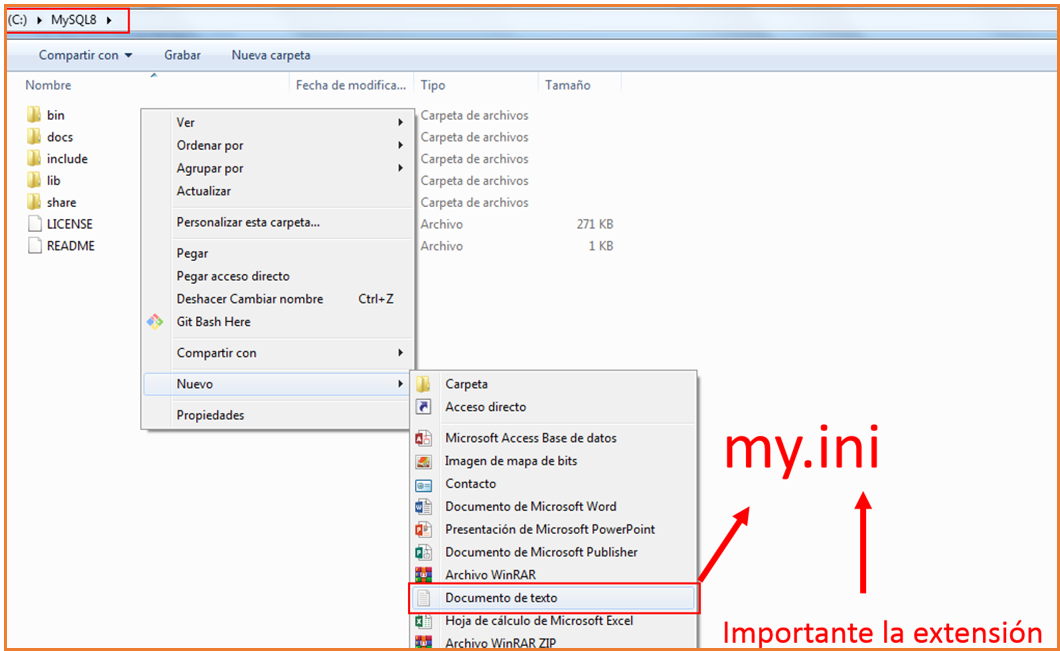 (C:) MySQL8
Compartir con Grabar Nueva carpeta
Nombre Fecha de modifica... Tipo Tamaño
bin Carpeta de archivos
docs Carpeta de archivos
include Carpeta de archivos
lib Carpeta de archivos
share Carpeta de archivos
LICENSE Archivo 271 KB
README Archivo 1 KB
Ver
Ordenar por
Agrupar por
Actualizar
Personalizar esta carpeta...
Pegar
Pegar acceso directo
Deshacer Cambiar nombre Ctrl+Z
Git Bash Here
Compartir con
Nuevo
Propiedades
Carpeta
Acceso directo
Microsoft Access Base de datos
Imagen de mapa de bits
Contacto
Documento de Microsoft Word
Presentación de Microsoft PowerPoint
Documento de Microsoft Publisher
Archivo WinRAR
Documento de texto
Hoja de cálculo de Microsoft Excel
Archivo WinRAR ZIP
my.ini
Importante la extensión